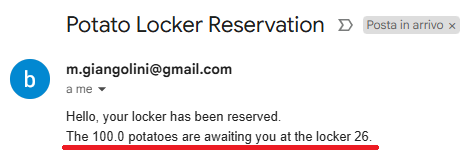 Potato Locker Reservation Posta in arrivo ×
b
m.giangolini@gmail.com
a me
Hello, your locker has been reserved.
The 100.0 potatoes are awaiting you at the locker 26.